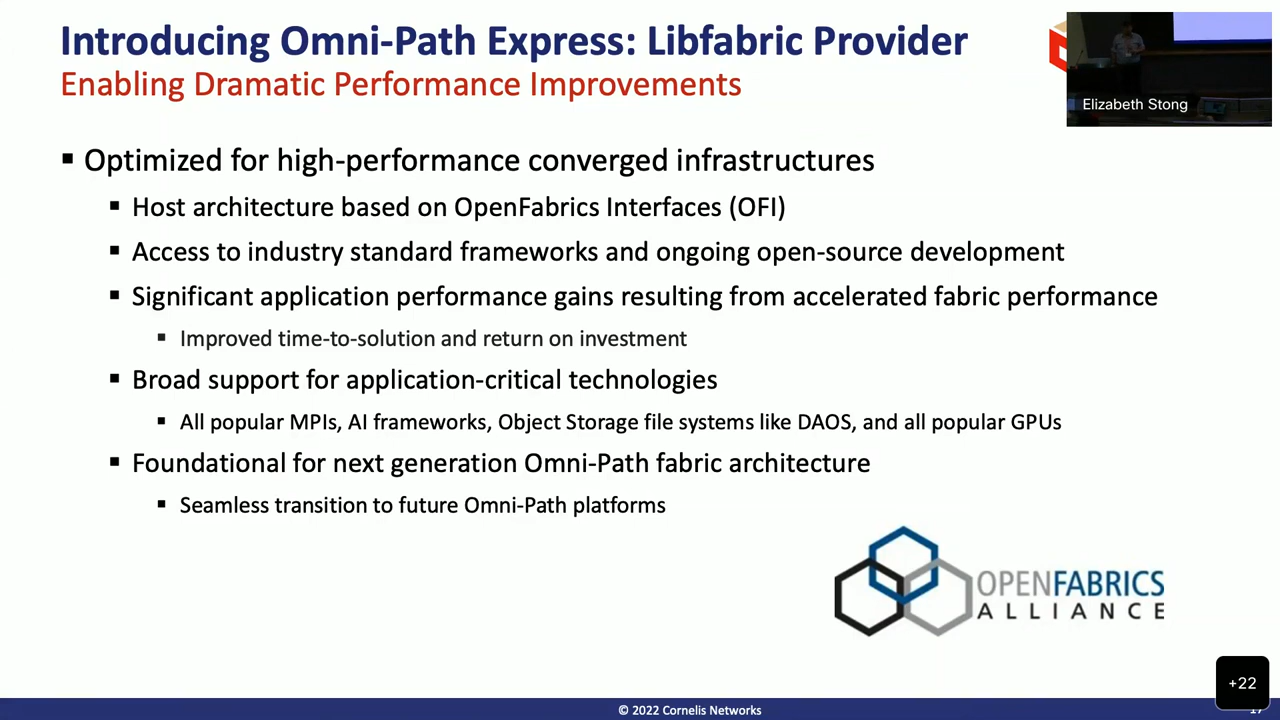 Introducing Omni-Path Express: Libfabric Provider
Enabling Dramatic Performance Improvements
Elizabeth Stong
▪ Optimized for high-performance converged infrastructures
▪ Host architecture based on OpenFabrics Interfaces (OFI)
▪ Access to industry standard frameworks and ongoing open-source development
▪ Significant application performance gains resulting from accelerated fabric performance
▪ Improved time-to-solution and return on investment
▪ Broad support for application-critical technologies
▪ All popular MPIs, AI frameworks, Object Storage file systems like DAOS, and all popular GPUs
▪ Foundational for next generation Omni-Path fabric architecture
▪ Seamless transition to future Omni-Path platforms
OPENFABRICS
ALLIANCE
+22
© 2022 Cornelis Networks